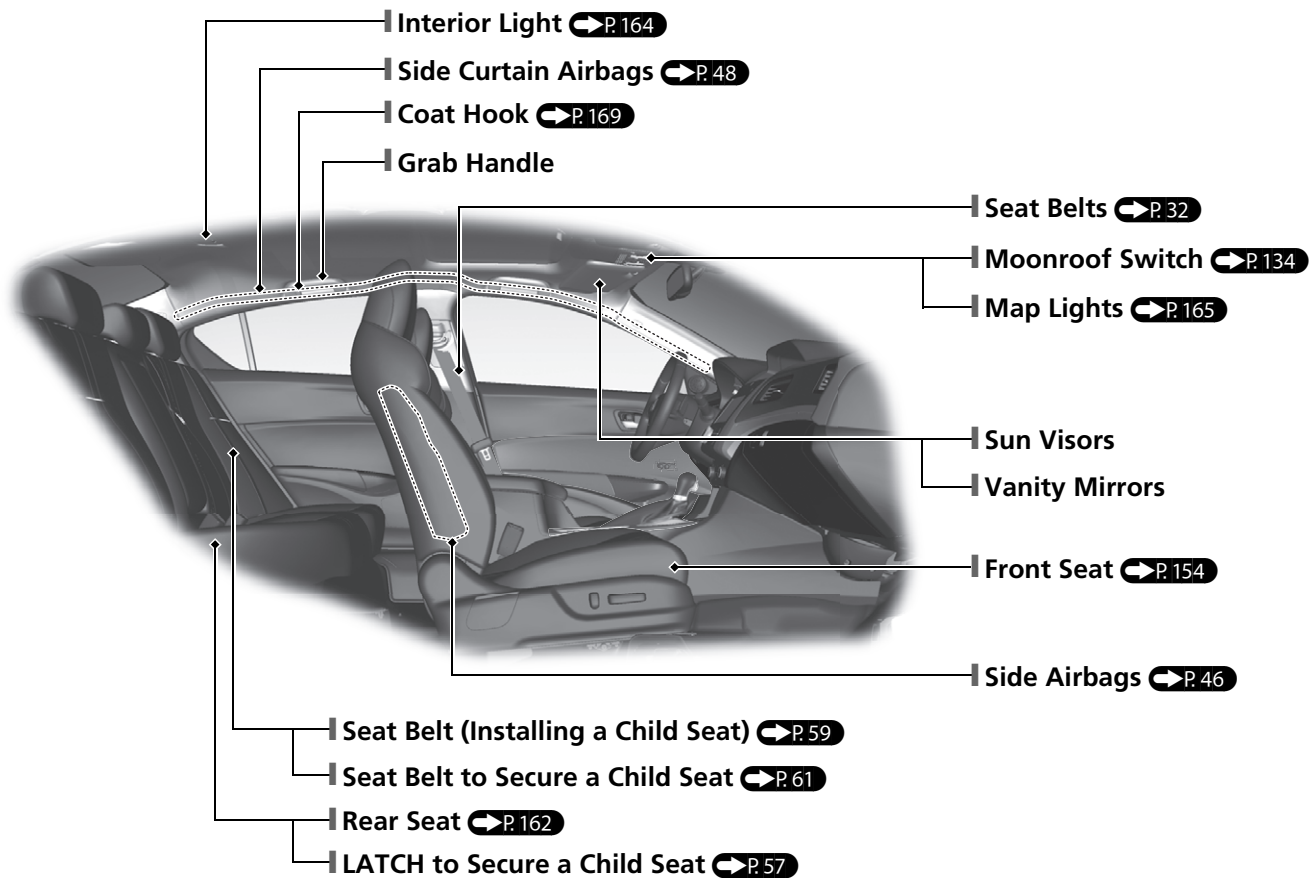 Interior Light P. 164
Side Curtain Airbags P. 48
Coat Hook P. 169
Grab Handle
Seat Belts P. 32
Moonroof Switch P. 134
Map Lights P. 165
Sun Visors
Vanity Mirrors
Front Seat P. 154
Side Airbags P. 46
Seat Belt (Installing a Child Seat) P. 59
Seat Belt to Secure a Child Seat P. 61
Rear Seat P. 162
LATCH to Secure a Child Seat P. 57